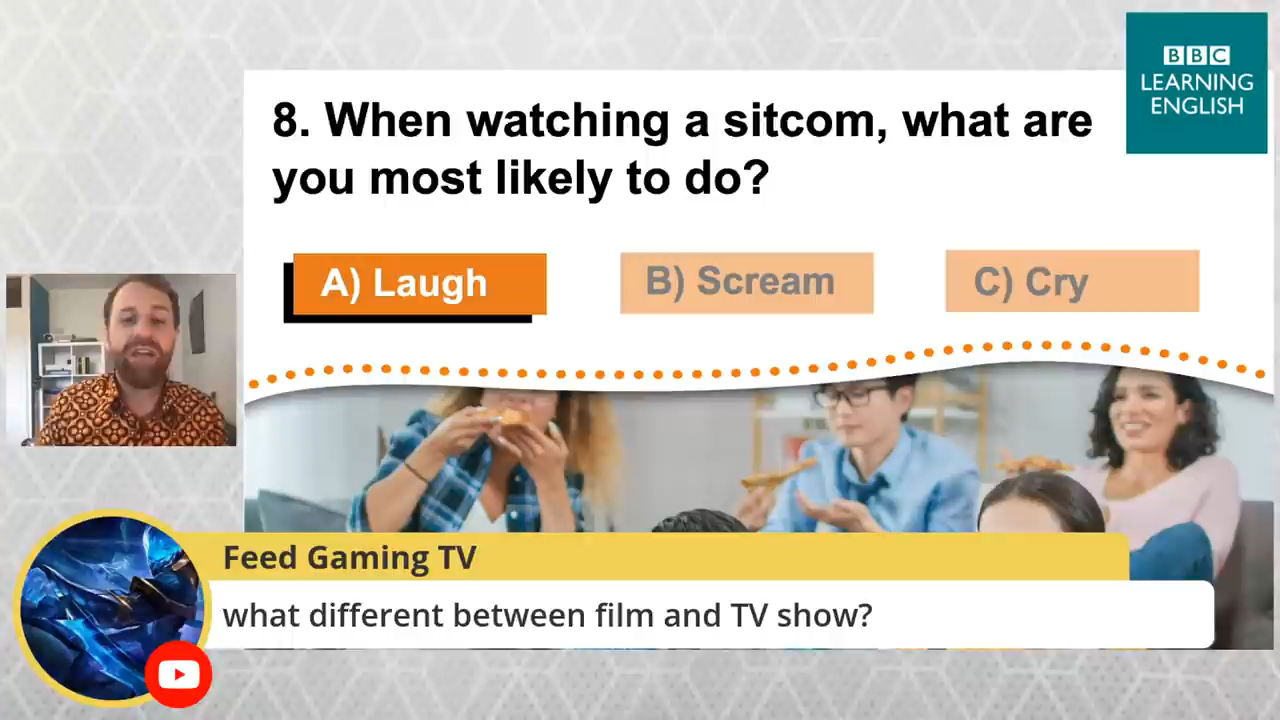 BBC
LEARNING
ENGLISH
8. When watching a sitcom, what are
you most likely to do?
A) Laugh
B) Scream
C) Cry
Feed Gaming TV
what different between film and TV show?